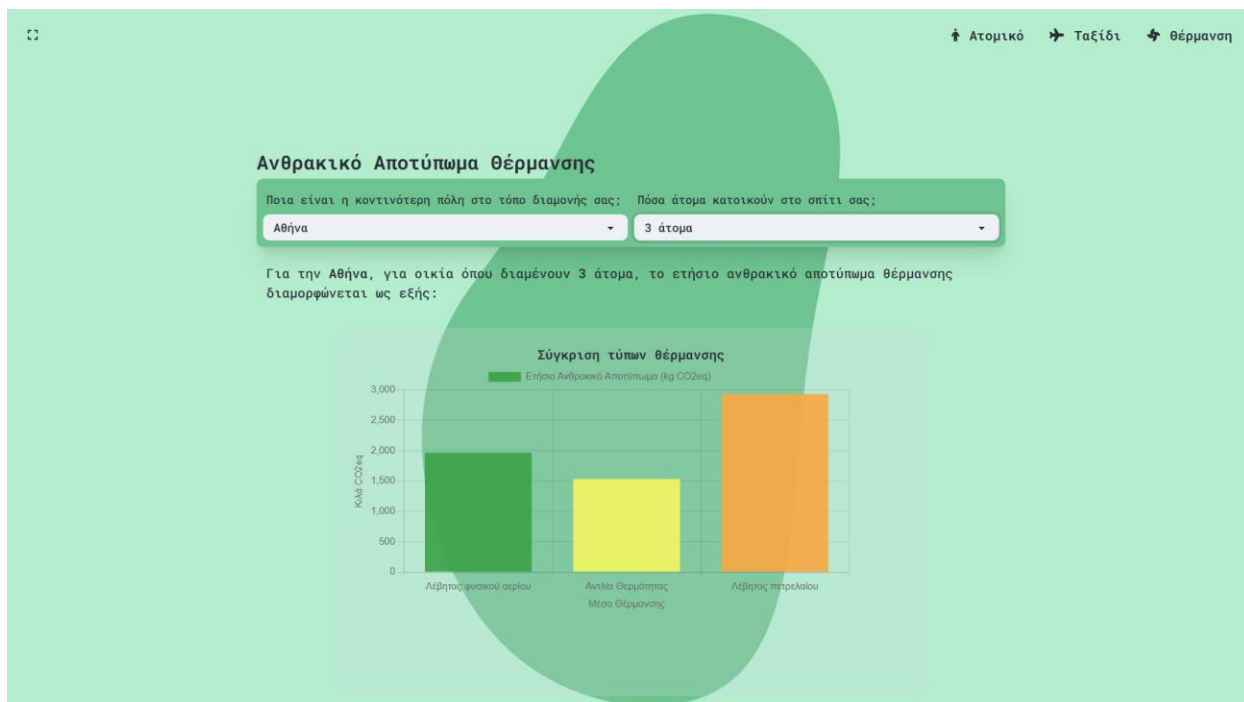 Ατομικό Ταξίδι Θέρμανση
Ανθρακικό Αποτύπωμα Θέρμανσης
Ποια είναι η κοντινότερη πόλη στο τόπο διαμονής σας; Πόσα άτομα κατοικούν στο σπίτι σας;
Αθήνα 3 άτομα
Για την Αθήνα, για οικία όπου διαμένουν 3 άτομα, το ετήσιο ανθρακικό αποτύπωμα θέρμανσης
διαμορφώνεται ως εξής:
Σύγκριση τύπων θέρμανσης
Ετήσιο Ανθρακικό Αποτύπωμα (kg CO2eq)
3,000
2,500
2,000
1,500
1,000
500
0
Κιλά CO2eq
Λέβητας φυσικού αερίου Αντλία Θερμότητας Λέβητας πετρελαίου
Μέσο Θέρμανσης